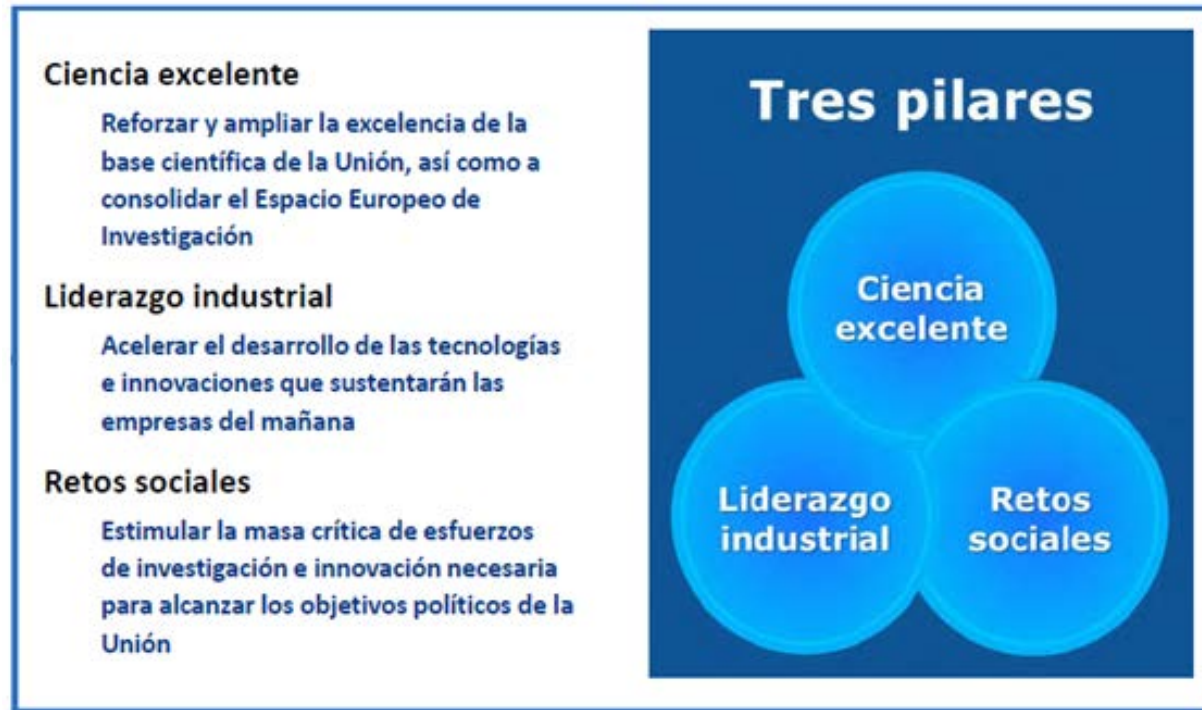 Ciencia excelente
Reforzar y ampliar la excelencia de la
base científica de la Unión, así como a
consolidar el Espacio Europeo de
Investigación
Liderazgo industrial
Acelerar el desarrollo de las tecnologías
e innovaciones que sustentarán las
empresas del mañana
Retos sociales
Estimular la masa crítica de esfuerzos
de investigación e innovación necesaria
para alcanzar los objetivos políticos de la
Unión
Tres pilares
Ciencia
excelente
Liderazgo
industrial
Retos
sociales